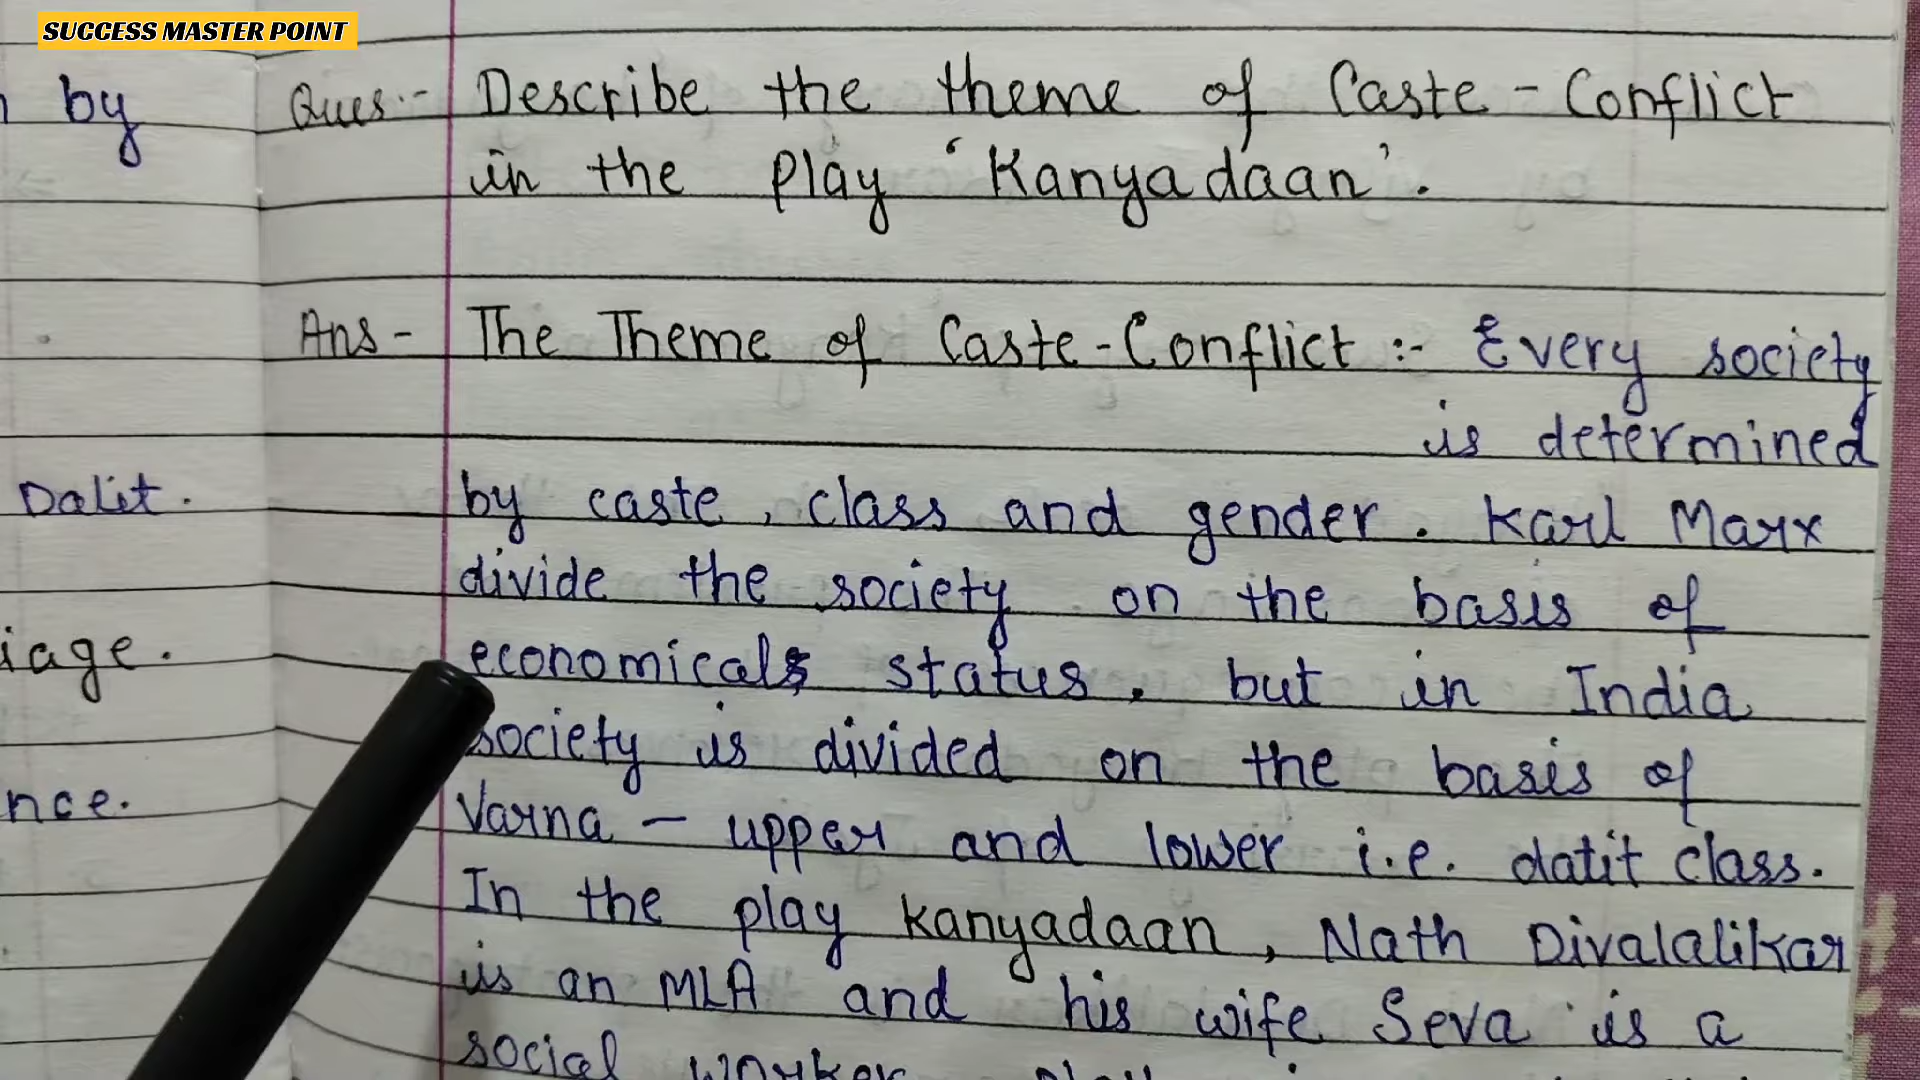 SUCCESS MASTER POINT
by
Ques:- Describe the theme of Caste-Conflict
in the play 'Kanyadaan'.
Ans- The Theme of Caste-Conflict :- Every society
is determined
Dalit.
by caste, class and gender. Karl Marx
divide the society on the basis of
iage.
economicals status, but in India
society is divided on the basis of
nce.
Varna - upper and lower i.e. datit class.
In the play kanyadaan, Nath Divalalikar
is an MLA and his wife Seva is a
social worker